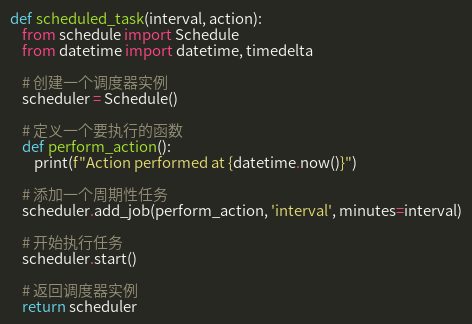 def scheduled_task(interval, action):
    from schedule import Schedule
    from datetime import datetime, timedelta
    # 创建一个调度器实例
    scheduler = Schedule()
    # 定义一个要执行的函数
    def perform_action():
        print(f"Action performed at {datetime.now()}")
    # 添加一个周期性任务
    scheduler.add_job(perform_action, 'interval', minutes=interval)
    # 开始执行任务
    scheduler.start()
    # 返回调度器实例
    return scheduler